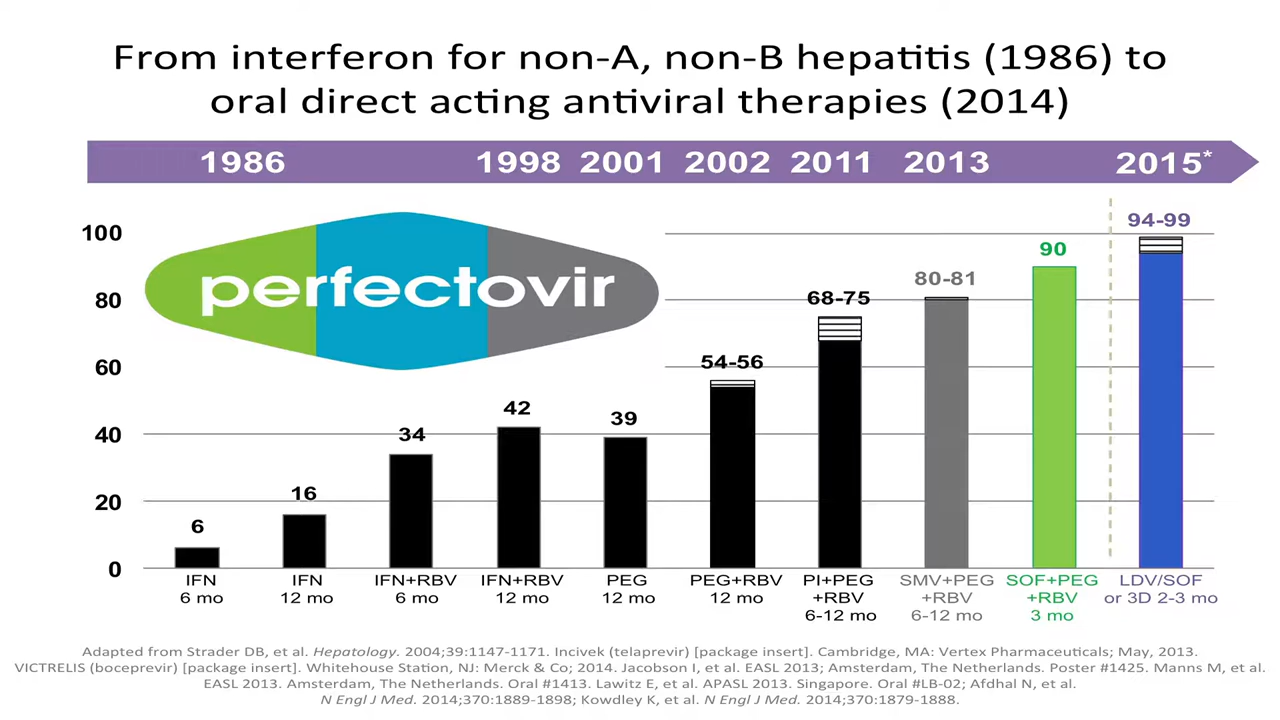 From interferon for non-A, non-B hepatitis (1986) to
oral direct acting antiviral therapies (2014)
1986 1998 2001 2002 2011 2013 2015*
100
80
60
40
20
0
perfectovir
6
16
34
42
39
54-56
68-75
80-81
90
94-99
IFN
6 mo
IFN
12 mo
IFN+RBV
6 mo
IFN+RBV
12 mo
PEG
12 mo
PEG+RBV
12 mo
PI+PEG
+RBV
6-12 mo
SMV+PEG
+RBV
6-12 mo
SOF+PEG
+RBV
3 mo
LDV/SOF
or 3D 2-3 mo
Adapted from Strader DB, et al. Hepatology. 2004;39:1147-1171. Incivek (telaprevir) [package insert]. Cambridge, MA: Vertex Pharmaceuticals; May, 2013.
VICTRELIS (boceprevir) [package insert]. Whitehouse Station, NJ: Merck & Co; 2014. Jacobson I, et al. EASL 2013; Amsterdam, The Netherlands. Poster #1425. Manns M, et al.
EASL 2013. Amsterdam, The Netherlands. Oral #1413. Lawitz E, et al. APASL 2013. Singapore. Oral #LB-02; Afdhal N, et al.
N Engl J Med. 2014;370:1889-1898; Kowdley K, et al. N Engl J Med. 2014;370:1879-1888.